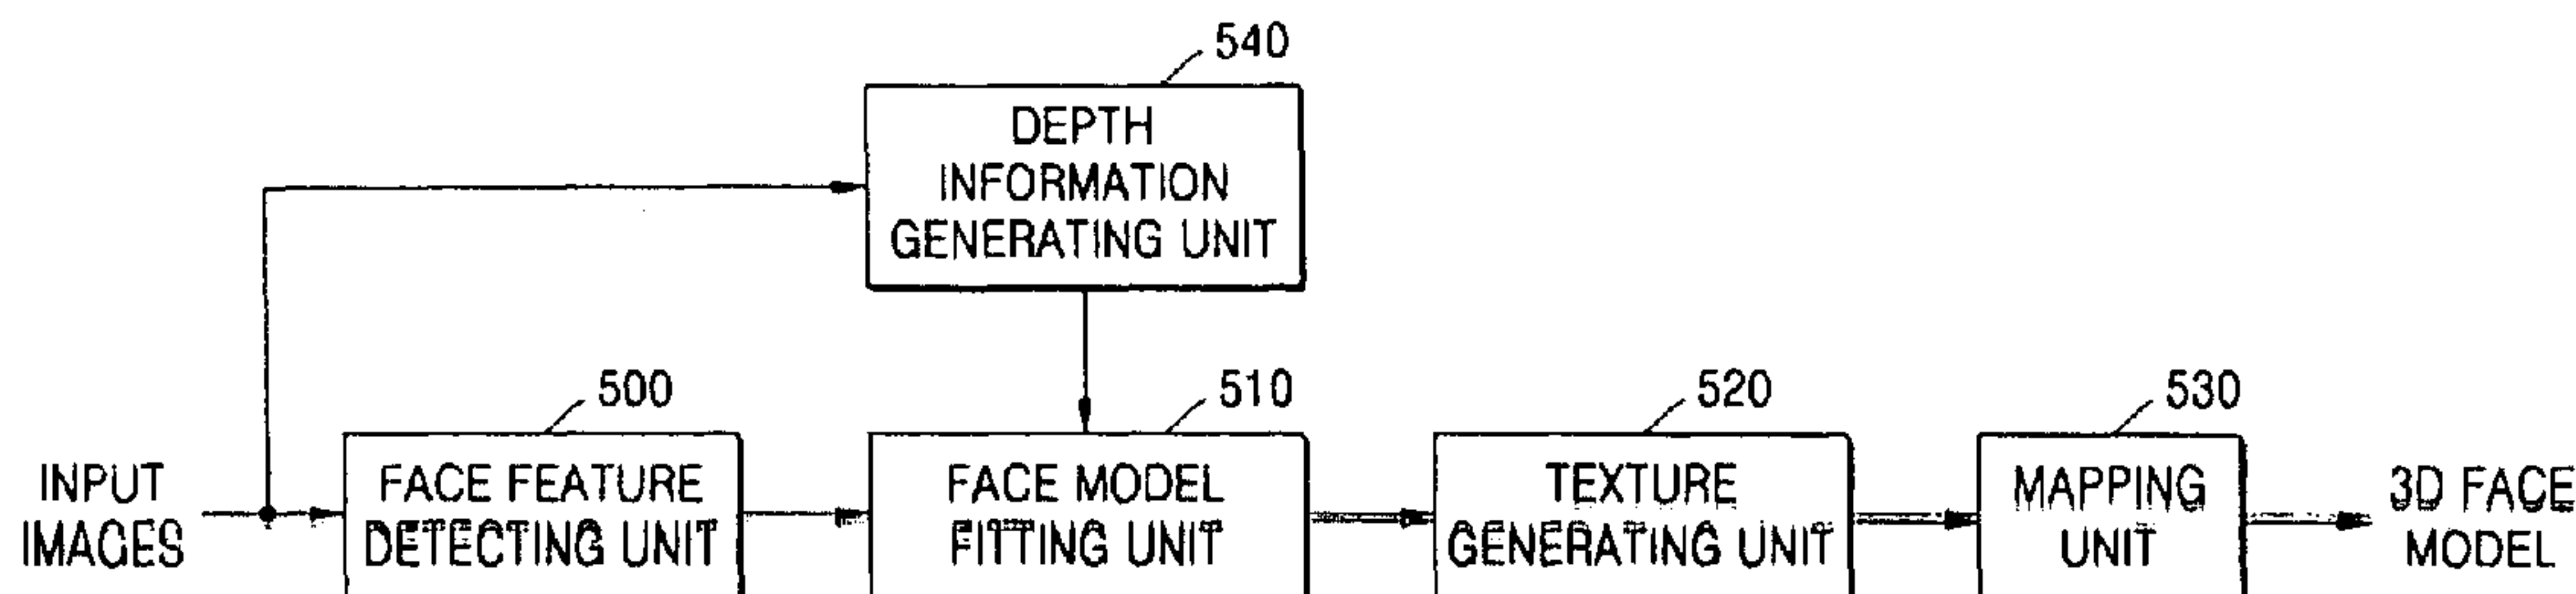 540
DEPTH
INFORMATION
GENERATING UNIT
500
510
520
530
INPUT
IMAGES
FACE FEATURE
DETECTING UNIT
FACE MODEL
FITTING UNIT
TEXTURE
GENERATING UNIT
MAPPING
UNIT
3D FACE
MODEL